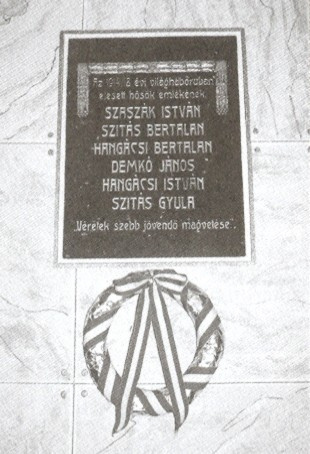 Az 1914/18 évi világháborúban
elesett hősök emlékének.
SZASZÁK ISTVÁN
SZITÁS BERTALAN
HANGÁCSI BERTALAN
DEMKÓ JÁNOS
HANGÁCSI ISTVÁN
SZITÁS GYULA
„Véretek szebb jövendő magvetése".